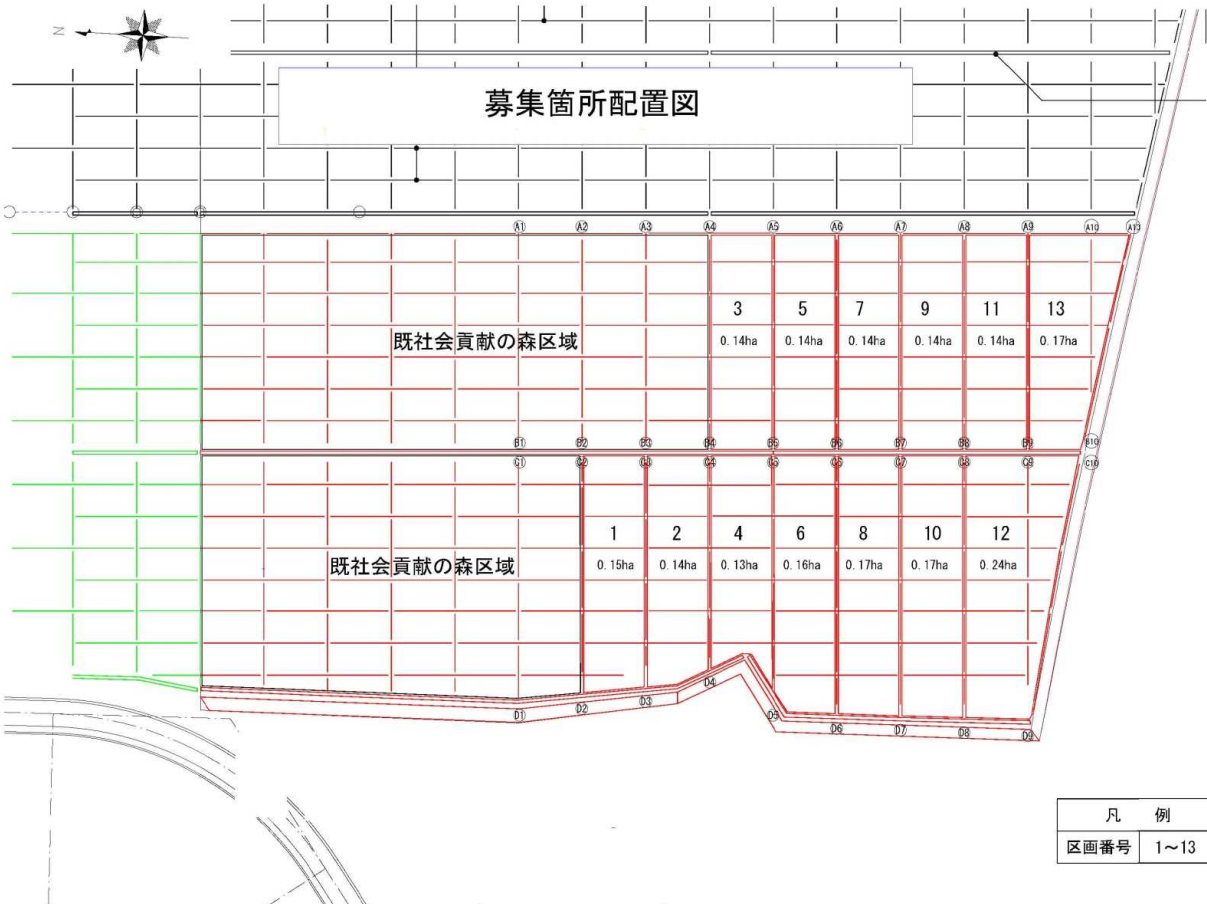 N
募集箇所配置図
A1 A2 A3 A4 A5 A6 A7 A8 A9 A10 A13
3 5 7 9 11 13
既社会貢献の森区域
0.14ha 0.14ha 0.14ha 0.14ha 0.14ha 0.17ha
B1 B2 B3 B4 B5 B6 B7 B8 B9 B10
C1 C2 C3 C4 C5 C6 C7 C8 C9 C10
1 2 4 6 8 10 12
既社会貢献の森区域
0.15ha 0.14ha 0.13ha 0.16ha 0.17ha 0.17ha 0.24ha
D1 D2 D3 D4 D5 D6 D7 D8 D9
凡 例
区画番号 1～13